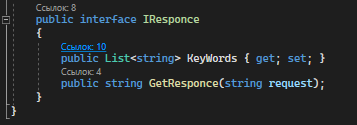 Ссылок: 8
public interface IResponce
{
Ссылок: 10
public List<string> KeyWords { get; set; }
Ссылок: 4
public string GetResponce(string request);
}
}